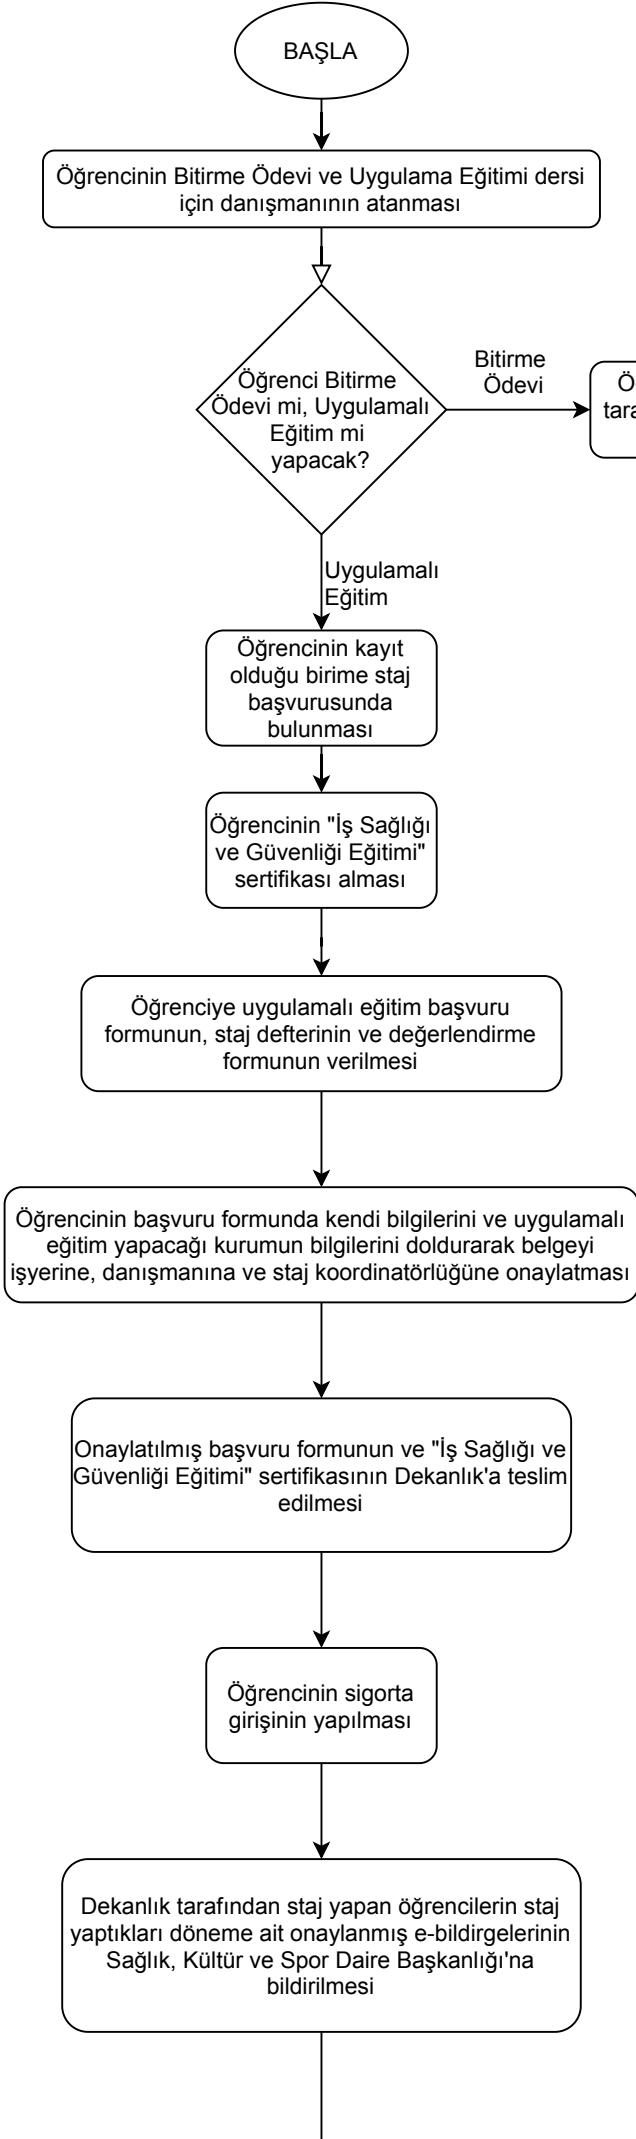 BAŞLA
Öğrencinin Bitirme Ödevi ve Uygulama Eğitimi dersi
için danışmanının atanması
Öğrenci Bitirme
Ödevi mi, Uygulamalı
Eğitim mi
yapacak?
Bitirme
Ödevi
Uygulamalı
Eğitim
Öğrencinin kayıt
olduğu birime staj
başvurusunda
bulunması
Öğrencinin "İş Sağlığı
ve Güvenliği Eğitimi"
sertifikası alması
Öğrenciye uygulamalı eğitim başvuru
formunun, staj defterinin ve değerlendirme
formunun verilmesi
Öğrencinin başvuru formunda kendi bilgilerini ve uygulamalı
eğitim yapacağı kurumun bilgilerini doldurarak belgeyi
işyerine, danışmanına ve staj koordinatörlüğüne onaylatması
Onaylatılmış başvuru formunun ve "İş Sağlığı ve
Güvenliği Eğitimi" sertifikasının Dekanlık'a teslim
edilmesi
Öğrencinin sigorta
girişinin yapılması
Dekanlık tarafından staj yapan öğrencilerin staj
yaptıkları döneme ait onaylanmış e-bildirgelerinin
Sağlık, Kültür ve Spor Daire Başkanlığı'na
bildirilmesi